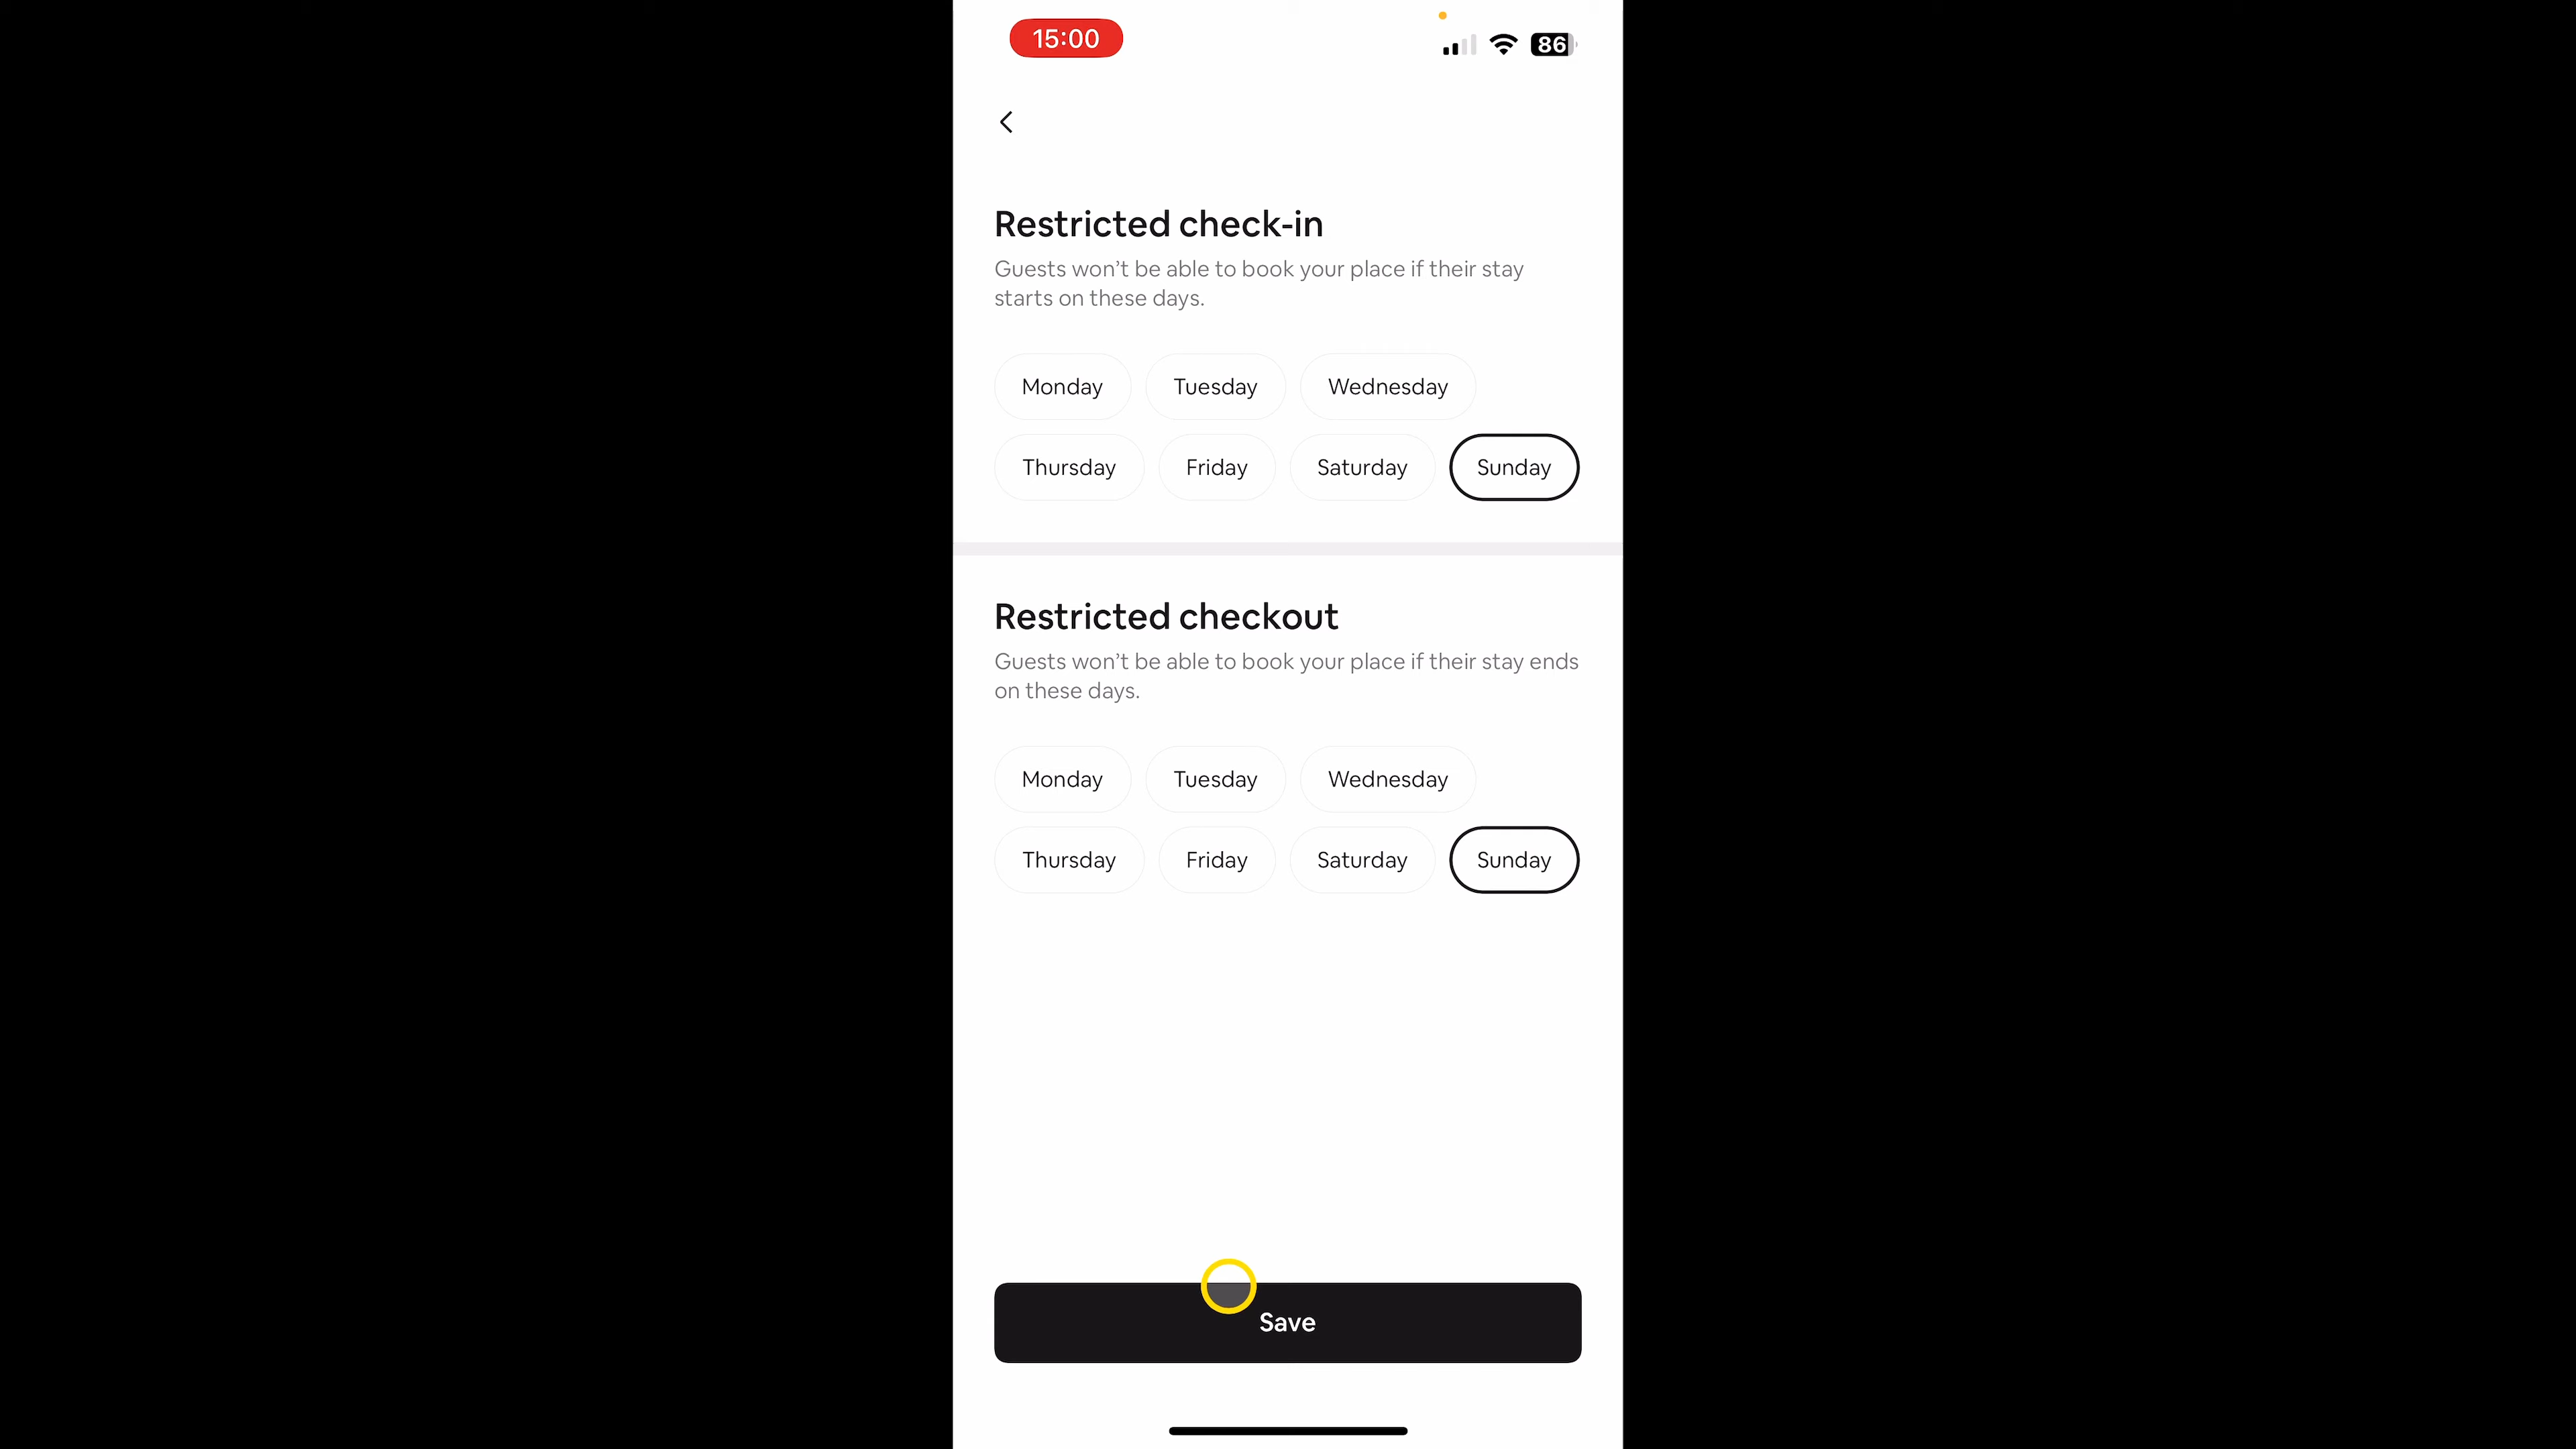 15:00
86
Restricted check-in
Guests won’t be able to book your place if their stay
starts on these days.
Monday Tuesday Wednesday
Thursday Friday Saturday Sunday
Restricted checkout
Guests won’t be able to book your place if their stay ends
on these days.
Monday Tuesday Wednesday
Thursday Friday Saturday Sunday
Save